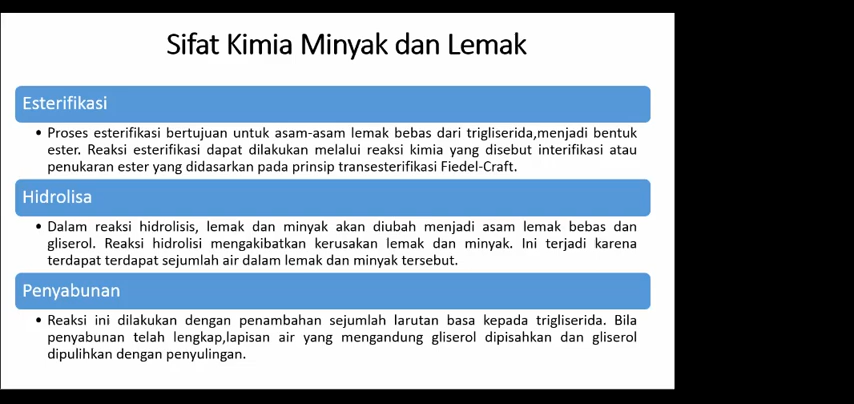 Sifat Kimia Minyak dan Lemak
Esterifikasi
• Proses esterifikasi bertujuan untuk asam-asam lemak bebas dari trigliserida,menjadi bentuk
ester. Reaksi esterifikasi dapat dilakukan melalui reaksi kimia yang disebut interifikasi atau
penukaran ester yang didasarkan pada prinsip transesterifikasi Fiedel-Craft.
Hidrolisa
• Dalam reaksi hidrolisis, lemak dan minyak akan diubah menjadi asam lemak bebas dan
gliserol. Reaksi hidrolisi mengakibatkan kerusakan lemak dan minyak. Ini terjadi karena
terdapat terdapat sejumlah air dalam lemak dan minyak tersebut.
Penyabunan
• Reaksi ini dilakukan dengan penambahan sejumlah larutan basa kepada trigliserida. Bila
penyabunan telah lengkap,lapisan air yang mengandung gliserol dipisahkan dan gliserol
dipulihkan dengan penyulingan.